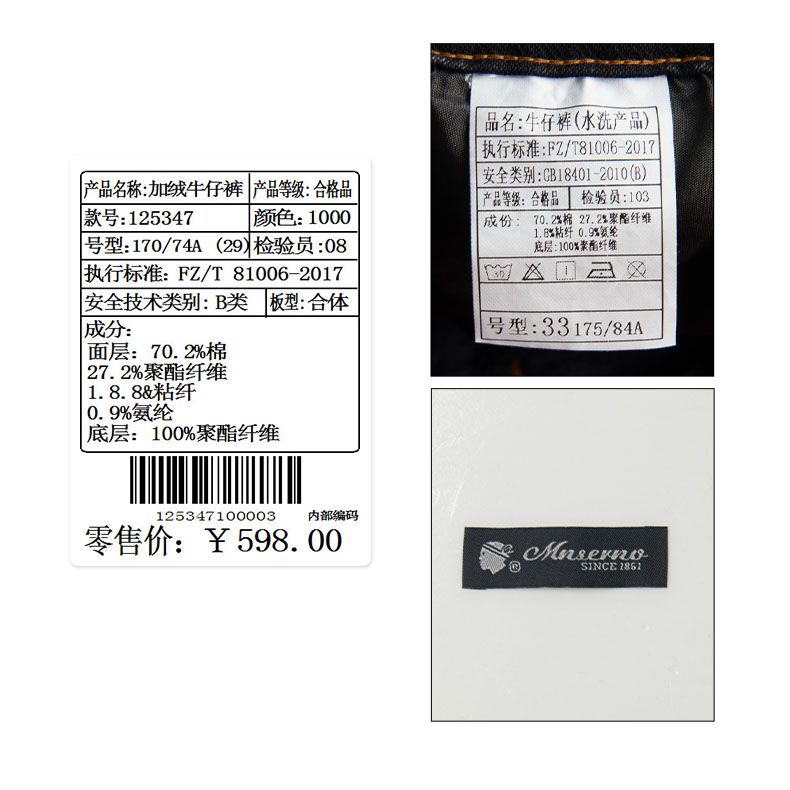 产品名称:加绒牛仔裤 产品等级:合格品
款号:125347 颜色:1000
号型:170/74A (29) 检验员:08
执行标准: FZ/T 81006-2017
安全技术类别: B类 板型:合体
成分:
面层: 70.2%棉
27.2%聚酯纤维
1.8.8&粘纤
0.9%氨纶
底层: 100%聚酯纤维
125347100003 内部编码
零售价: ￥598.00
品名:牛仔裤(水洗产品)
执行标准:FZ/T81006-2017
安全类别:GB18401-2010(B)
产品等级: 合格品 检验员:103
成份: 70.2%棉 27.2%聚酯纤维
1.8%粘纤 0.9%氨纶
底层:100%聚酯纤维
30
号型:33 175/84A
Mnserno
®
SINCE 1861